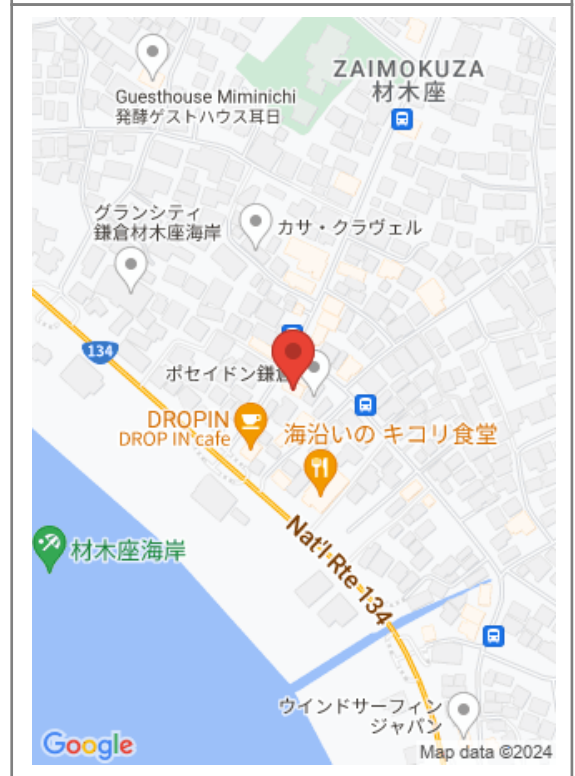 ZAIMOKUZA
材木座
Guesthouse Miminichi
発酵ゲストハウス耳日
グランシティ
鎌倉材木座海岸
カサ・クラヴェル
134
ポセイドン鎌倉
DROPIN
DROP IN cafe
海沿いの キコリ食堂
Nat'l Rte 134
材木座海岸
ウインドサーフィン
ジャパン
Google
Map data ©2024